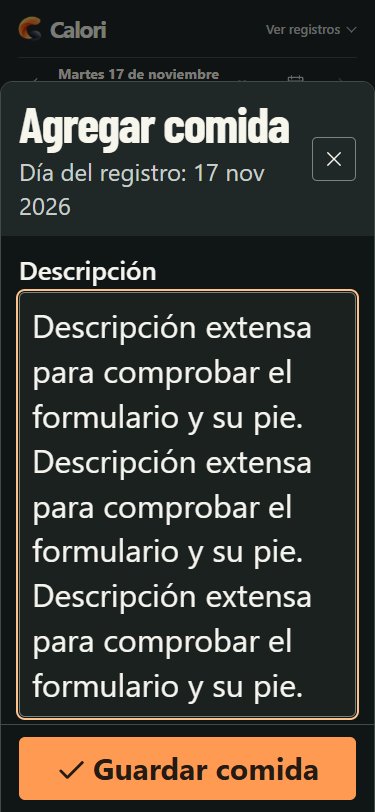 Calori
Ver registros
Martes 17 de noviembre
Agregar comida
Día del registro: 17 nov
2026
Descripción
Descripción extensa
para comprobar el
formulario y su pie.
Descripción extensa
para comprobar el
formulario y su pie.
Descripción extensa
para comprobar el
formulario y su pie.
Guardar comida